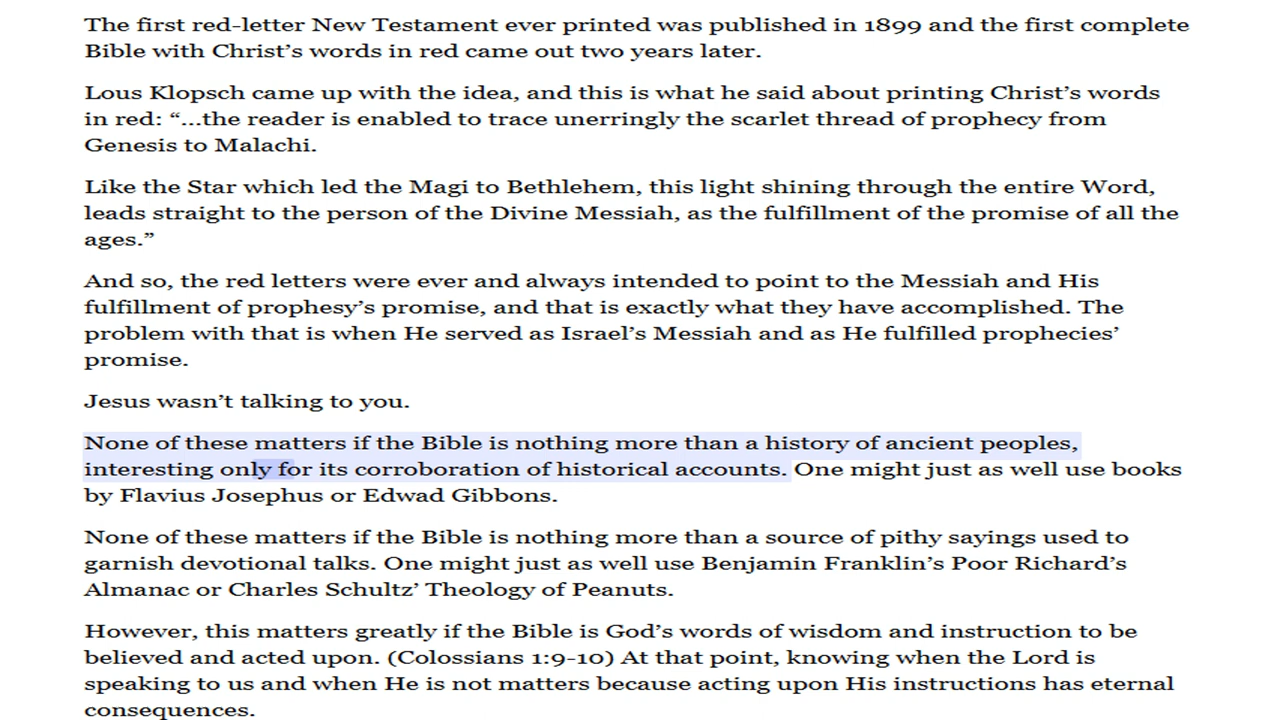 The first red-letter New Testament ever printed was published in 1899 and the first complete
Bible with Christ’s words in red came out two years later.
Lous Klopsch came up with the idea, and this is what he said about printing Christ’s words
in red: “...the reader is enabled to trace unerringly the scarlet thread of prophecy from
Genesis to Malachi.
Like the Star which led the Magi to Bethlehem, this light shining through the entire Word,
leads straight to the person of the Divine Messiah, as the fulfillment of the promise of all the
ages.”
And so, the red letters were ever and always intended to point to the Messiah and His
fulfillment of prophesy’s promise, and that is exactly what they have accomplished. The
problem with that is when He served as Israel’s Messiah and as He fulfilled prophecies’
promise.
Jesus wasn’t talking to you.
None of these matters if the Bible is nothing more than a history of ancient peoples,
interesting only for its corroboration of historical accounts. One might just as well use books
by Flavius Josephus or Edwad Gibbons.
None of these matters if the Bible is nothing more than a source of pithy sayings used to
garnish devotional talks. One might just as well use Benjamin Franklin’s Poor Richard’s
Almanac or Charles Schultz’ Theology of Peanuts.
However, this matters greatly if the Bible is God’s words of wisdom and instruction to be
believed and acted upon. (Colossians 1:9-10) At that point, knowing when the Lord is
speaking to us and when He is not matters because acting upon His instructions has eternal
consequences.